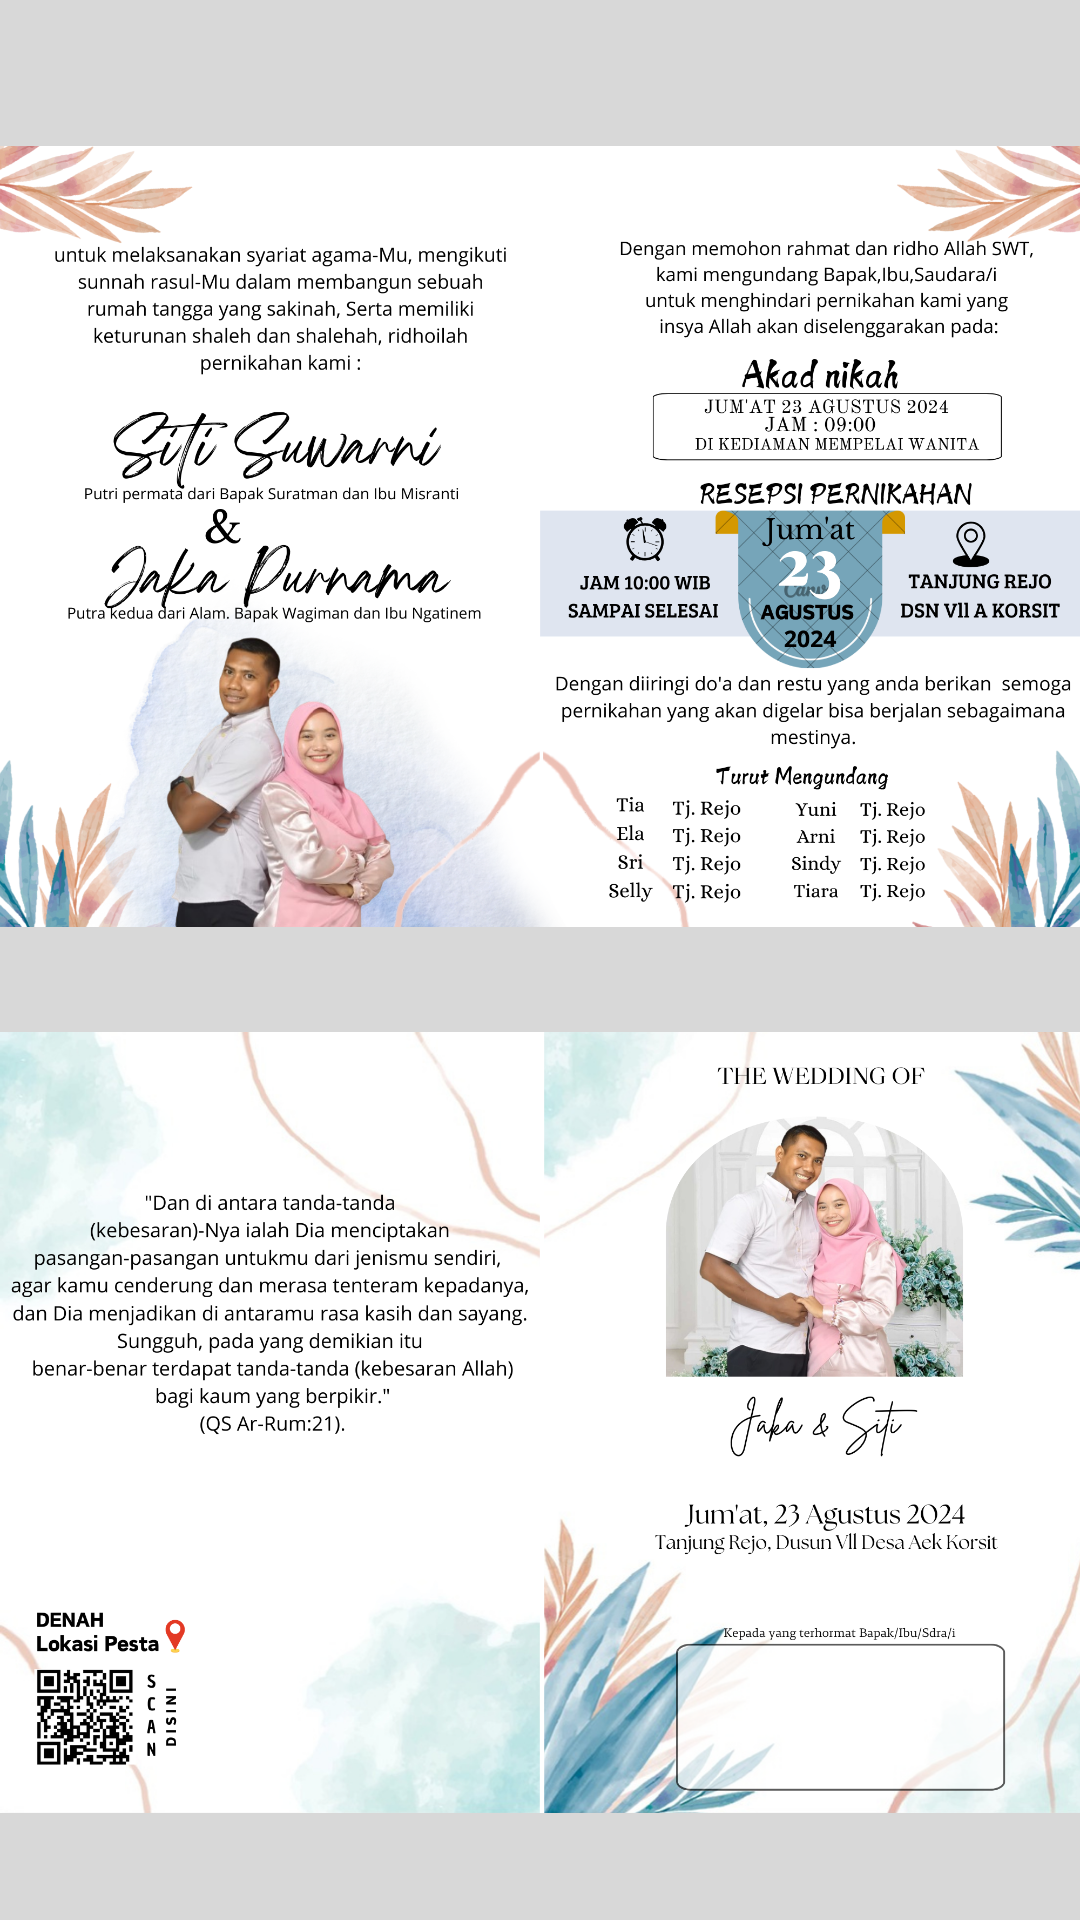 untuk melaksanakan syariat agama-Mu, mengikuti
sunnah rasul-Mu dalam membangun sebuah
rumah tangga yang sakinah, Serta memiliki
keturunan shaleh dan shalehah, ridhoilah
pernikahan kami :
Siti Suwarni
Putri permata dari Bapak Suratman dan Ibu Misranti
&
Jaka Purnama
Putra kedua dari Alam. Bapak Wagiman dan Ibu Ngatinem
Dengan memohon rahmat dan ridho Allah SWT,
kami mengundang Bapak,Ibu,Saudara/i
untuk menghindari pernikahan kami yang
insya Allah akan diselenggarakan pada:
Akad nikah
JUM'AT 23 AGUSTUS 2024
JAM : 09:00
DI KEDIAMAN MEMPELAI WANITA
RESEPSI PERNIKAHAN
JAM 10:00 WIB
SAMPAI SELESAI
Jum'at
23
Canva
AGUSTUS
2024
TANJUNG REJO
DSN Vll A KORSIT
Dengan diiringi do'a dan restu yang anda berikan semoga
pernikahan yang akan digelar bisa berjalan sebagaimana
mestinya.
Turut Mengundang
Tia Tj. Rejo Yuni Tj. Rejo
Ela Tj. Rejo Arni Tj. Rejo
Sri Tj. Rejo Sindy Tj. Rejo
Selly Tj. Rejo Tiara Tj. Rejo
"Dan di antara tanda-tanda
(kebesaran)-Nya ialah Dia menciptakan
pasangan-pasangan untukmu dari jenismu sendiri,
agar kamu cenderung dan merasa tenteram kepadanya,
dan Dia menjadikan di antaramu rasa kasih dan sayang.
Sungguh, pada yang demikian itu
benar-benar terdapat tanda-tanda (kebesaran Allah)
bagi kaum yang berpikir."
(QS Ar-Rum:21).
DENAH
Lokasi Pesta
SCAN
DISINI
THE WEDDING OF
Jaka & Siti
Jum'at, 23 Agustus 2024
Tanjung Rejo, Dusun Vll Desa Aek Korsit
Kepada yang terhormat Bapak/Ibu/Sdra/i